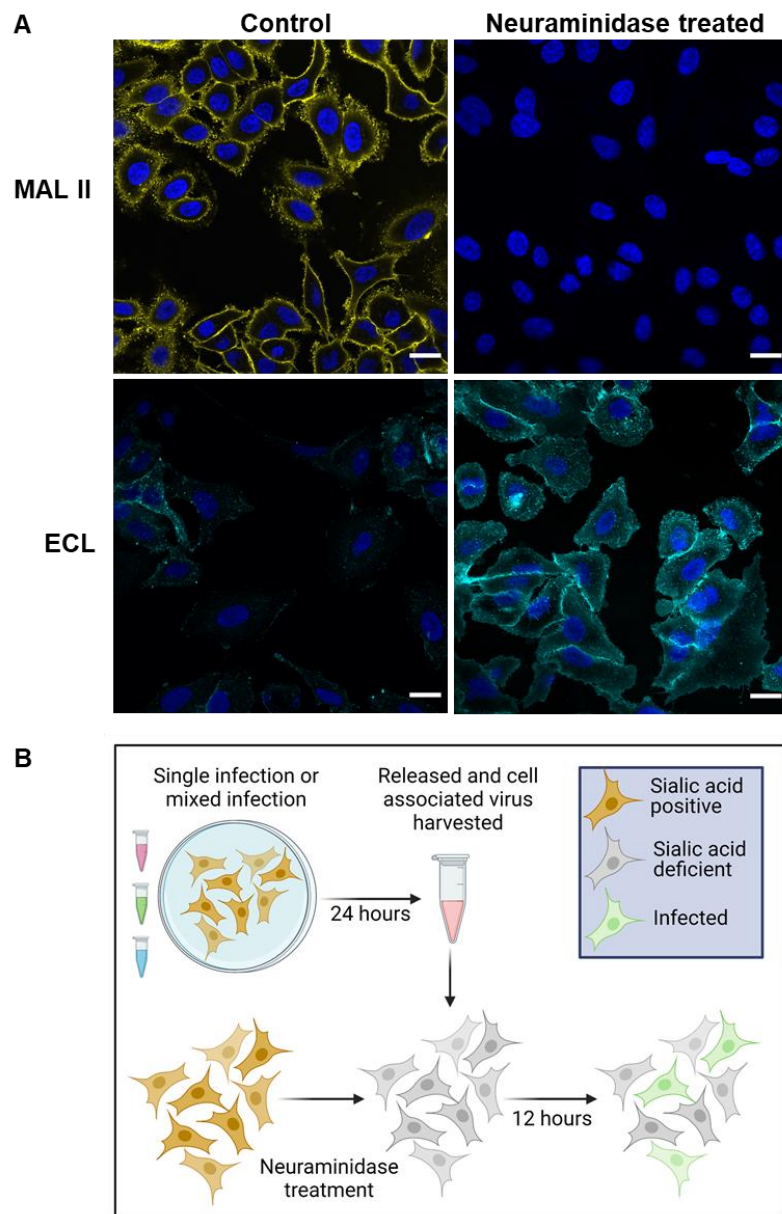 A
Control
Neuraminidase treated
MAL II
ECL
B
Single infection or
mixed infection
Released and cell
associated virus
harvested
24 hours
Sialic acid
positive
Sialic acid
deficient
Infected
Neuraminidase
treatment
12 hours